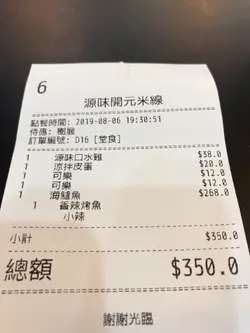 6
源味開元米線
點餐時間: 2019-08-06 19:30:51
侍應: 樹展
訂單編號: D16 [堂食]
1 源味口水雞 $38.0
1 涼拌皮蛋 $20.0
1 可樂 $12.0
1 可樂 $12.0
1 海鱸魚 $268.0
1 香辣烤魚
小辣
小計 $350.0
總額 $350.0
謝謝光臨